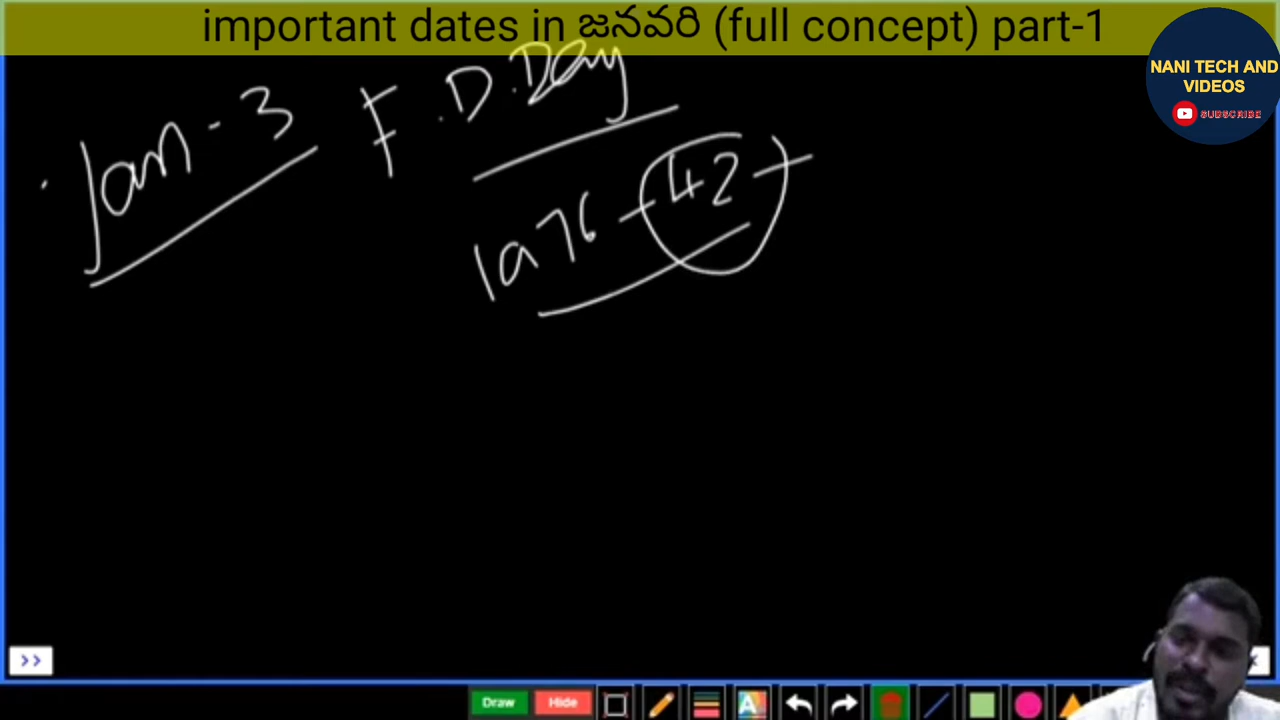 important dates in జనవరి (full concept) part-1
NANI TECH AND
VIDEOS
SUBSCRIBE
Jan - 3 F.D.Day
1976 - 42 -
>>
Draw Hide
A